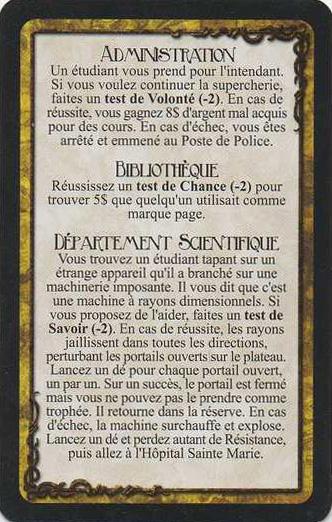 ADMINISTRATION
Un étudiant vous prend pour l'intendant.
Si vous voulez continuer la supercherie,
faites un test de Volonté (-2). En cas de
réussite, vous gagnez 8$ d'argent mal acquis
pour des cours. En cas d'échec, vous êtes
arrêté et emmené au Poste de Police.
BIBLIOTHÈQUE
Réussissez un test de Chance (-2) pour
trouver 5$ que quelqu'un utilisait comme
marque page.
DÉPARTEMENT SCIENTIFIQUE
Vous trouvez un étudiant tapant sur un
étrange appareil qu'il a branché sur une
machinerie imposante. Il vous dit que c'est
une machine à rayons dimensionnels. Si
vous proposez de l'aider, faites un test de
Savoir (-2). En cas de réussite, les rayons
jaillissent dans toutes les directions,
perturbant les portails ouverts sur le plateau.
Lancez un dé pour chaque portail ouvert,
un par un. Sur un succès, le portail est fermé
mais vous ne pouvez pas le prendre comme
trophée. Il retourne dans la réserve. En cas
d'échec, la machine surchauffe et explose.
Lancez un dé et perdez autant de Résistance,
puis allez à l'Hôpital Sainte Marie.